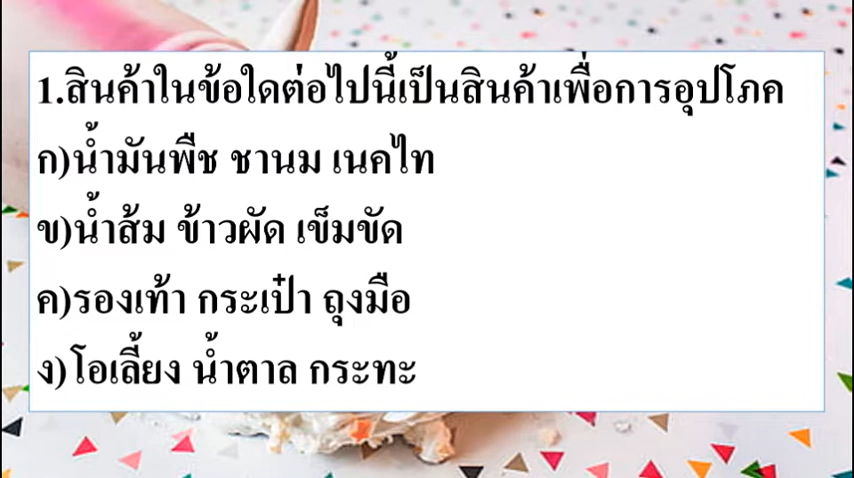 1.สินค้าในข้อใดต่อไปนี้เป็นสินค้าเพื่อการอุปโภค
ก)น้ำมันพืช ชานม เนคไท
ข)น้ำส้ม ข้าวผัด เข็มขัด
ค)รองเท้า กระเป๋า ถุงมือ
ง)โอเลี้ยง น้ำตาล กระทะ